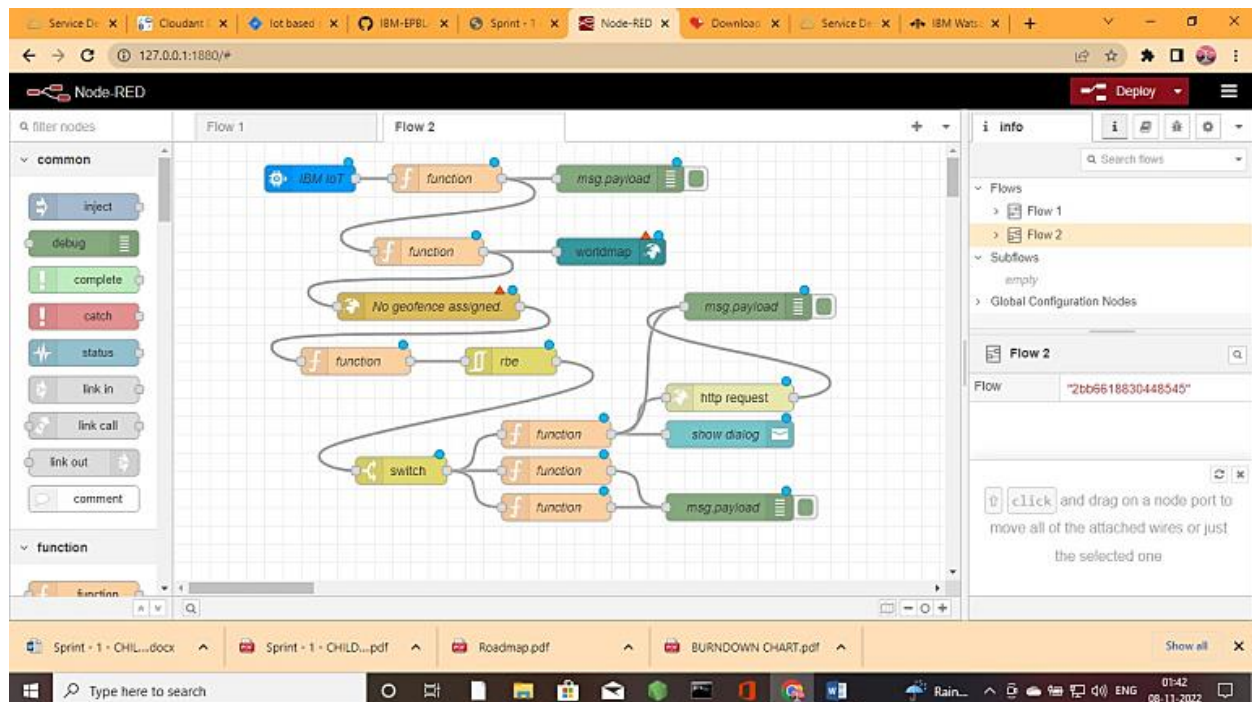 Service De
Cloudant
Iot based
IBM-EPBL
Sprint - 1
Node-RED
Download
Service De
IBM Wats
127.0.0.1:1880/#
Node-RED
Deploy
filter nodes
Flow 1
Flow 2
i info
common
Search flows
inject
debug
complete
catch
status
link in
link call
link out
comment
function
function
IBM IoT
function
msg.payload
function
worldmap
No geofence assigned.
msg.payload
function
rbe
http request
function
show dialog
switch
function
function
msg.payload
Flows
Flow 1
Flow 2
Subflows
empty
Global Configuration Nodes
Flow 2
Flow "2bb6618830448545"
click and drag on a node port to
move all of the attached wires or just
the selected one
Sprint - 1 - CHIL....docx
Sprint - 1 - CHILD....pdf
Roadmap.pdf
BURNDOWN CHART.pdf
Show all
Type here to search
Rain...
ENG
01:42
08-11-2022